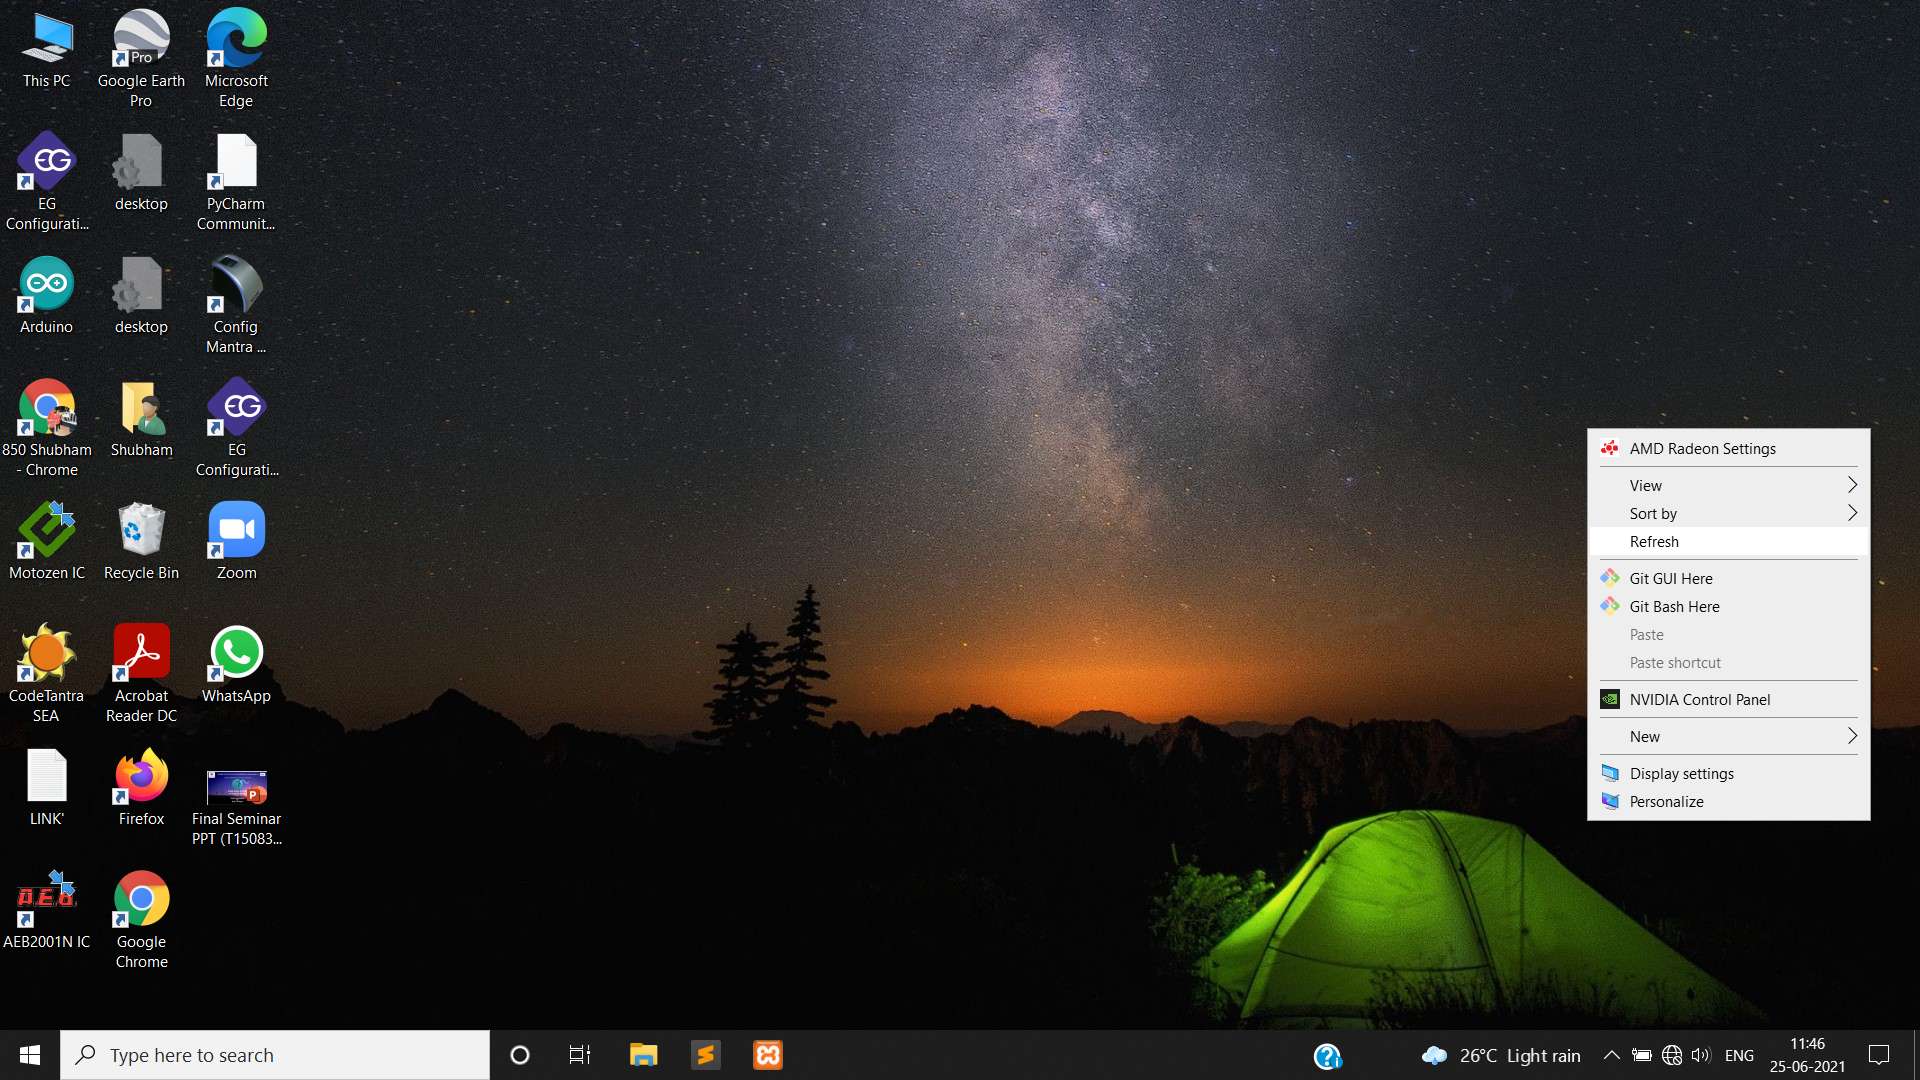 This PC
Pro
Google Earth
Pro
Microsoft
Edge
EG
EG
Configurati...
desktop
PyCharm
Communit...
Arduino
desktop
Config
Mantra ...
850 Shubham
- Chrome
Shubham
EG
EG
Configurati...
Motozen IC
Recycle Bin
Zoom
CodeTantra
SEA
Acrobat
Reader DC
WhatsApp
LINK'
Firefox
P
Final Seminar
PPT (T15083...
A.E.B.
AEB2001N IC
Google
Chrome
AMD Radeon Settings
View
Sort by
Refresh
Git GUI Here
Git Bash Here
Paste
Paste shortcut
NVIDIA Control Panel
New
Display settings
Personalize
Type here to search
26°C Light rain
ENG
11:46
25-06-2021